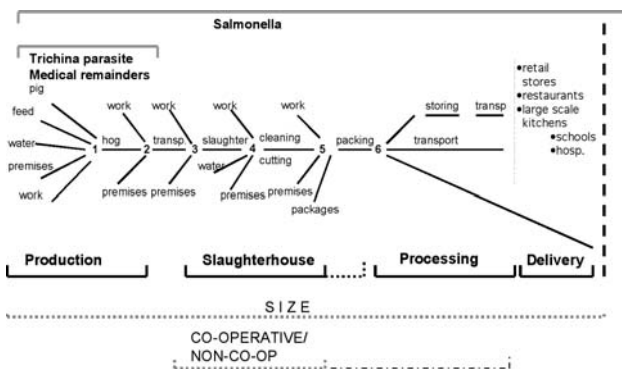 Salmonella
Trichina parasite
Medical remainders
pig
feed
water
premises
work
1
hog
work
2
premises
transp.
work
3
premises
slaughter
water
work
4
premises
cleaning
cutting
work
5
premises
packages
packing
6
storing
transp
transport
•retail
stores
•restaurants
•large scale
kitchens
•schools
•hosp.
Production
Slaughterhouse
Processing
Delivery
SIZE
CO-OPERATIVE/
NON-CO-OP